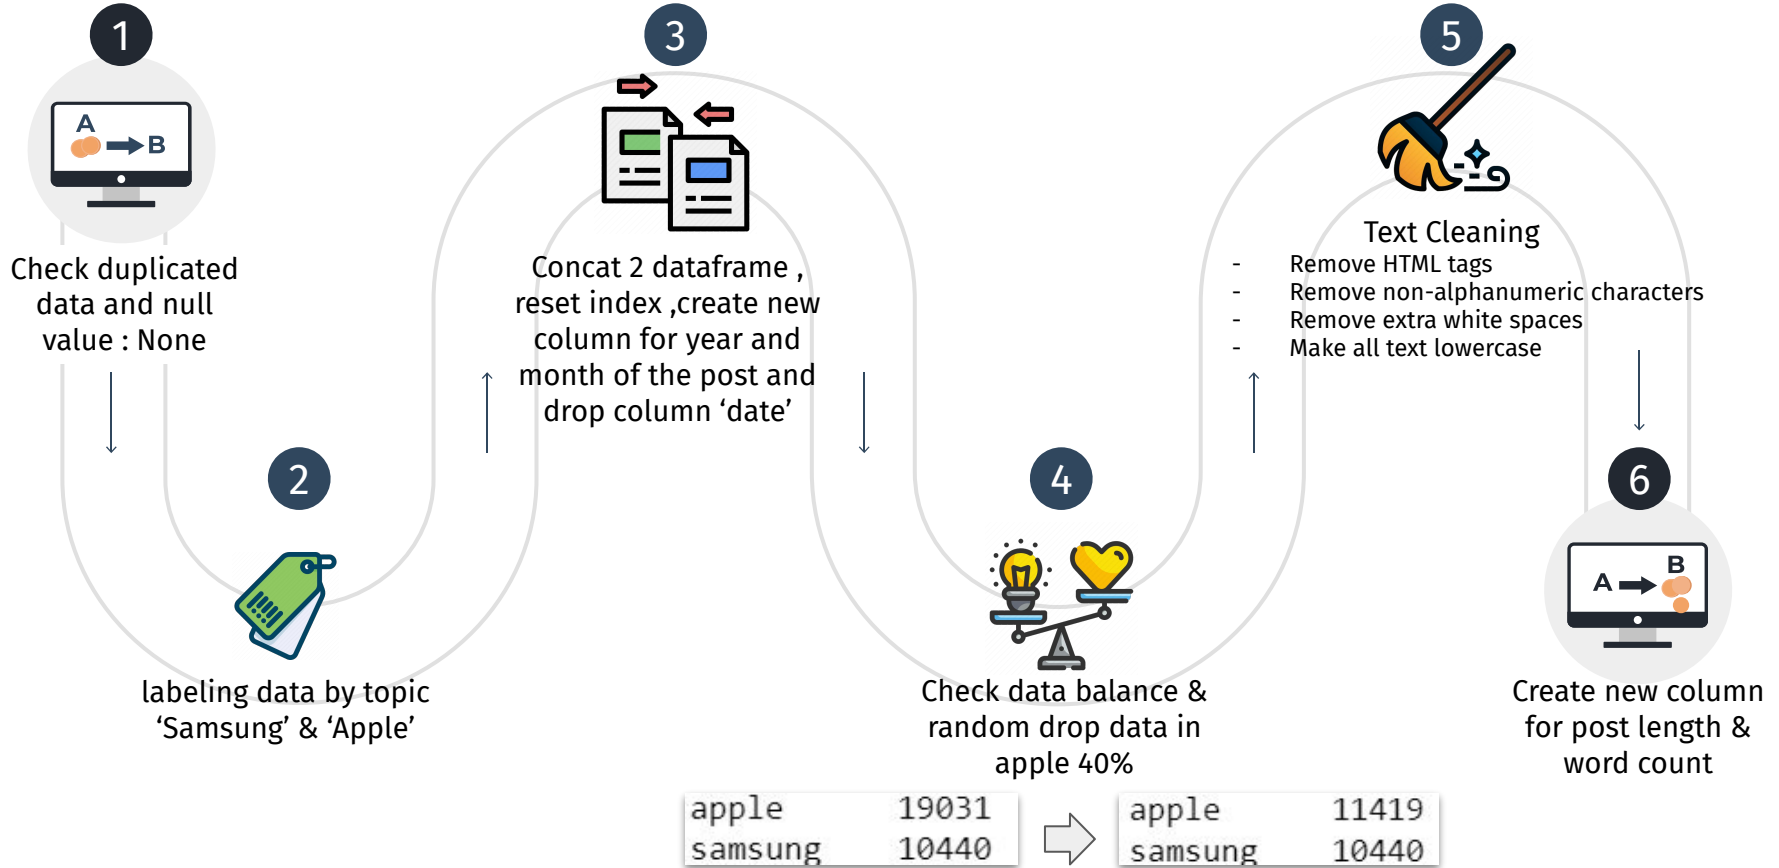 1
A
B
Check duplicated
data and null
value : None
2
labeling data by topic
‘Samsung’ & ‘Apple’
3
Concat 2 dataframe ,
reset index ,create new
column for year and
month of the post and
drop column ‘date’
4
Check data balance &
random drop data in
apple 40%
apple 19031
samsung 10440
apple 11419
samsung 10440
5
Text Cleaning
- Remove HTML tags
- Remove non-alphanumeric characters
- Remove extra white spaces
- Make all text lowercase
6
A
B
Create new column
for post length &
word count